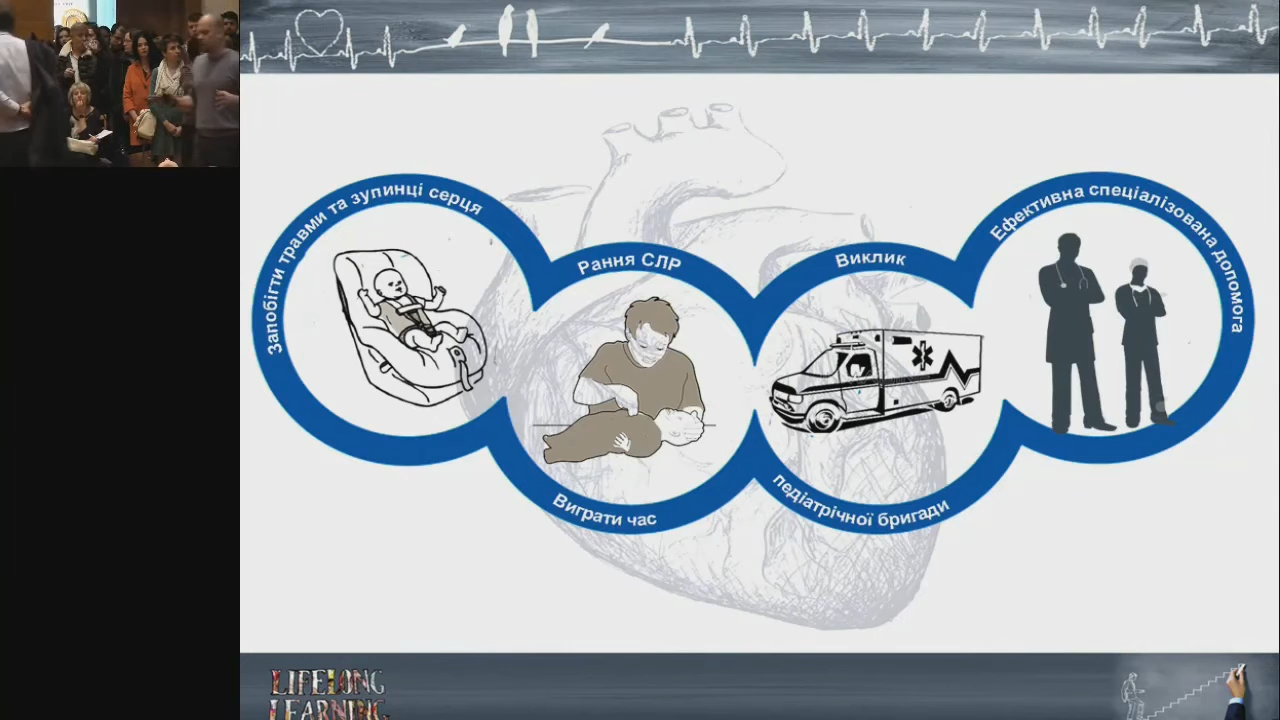 Запобігти травми та зупинці серця
Рання СЛР
Виграти час
Виклик
педіатрічної бригади
Ефективна спеціалізована допомога
LIFELONG
LEARNING